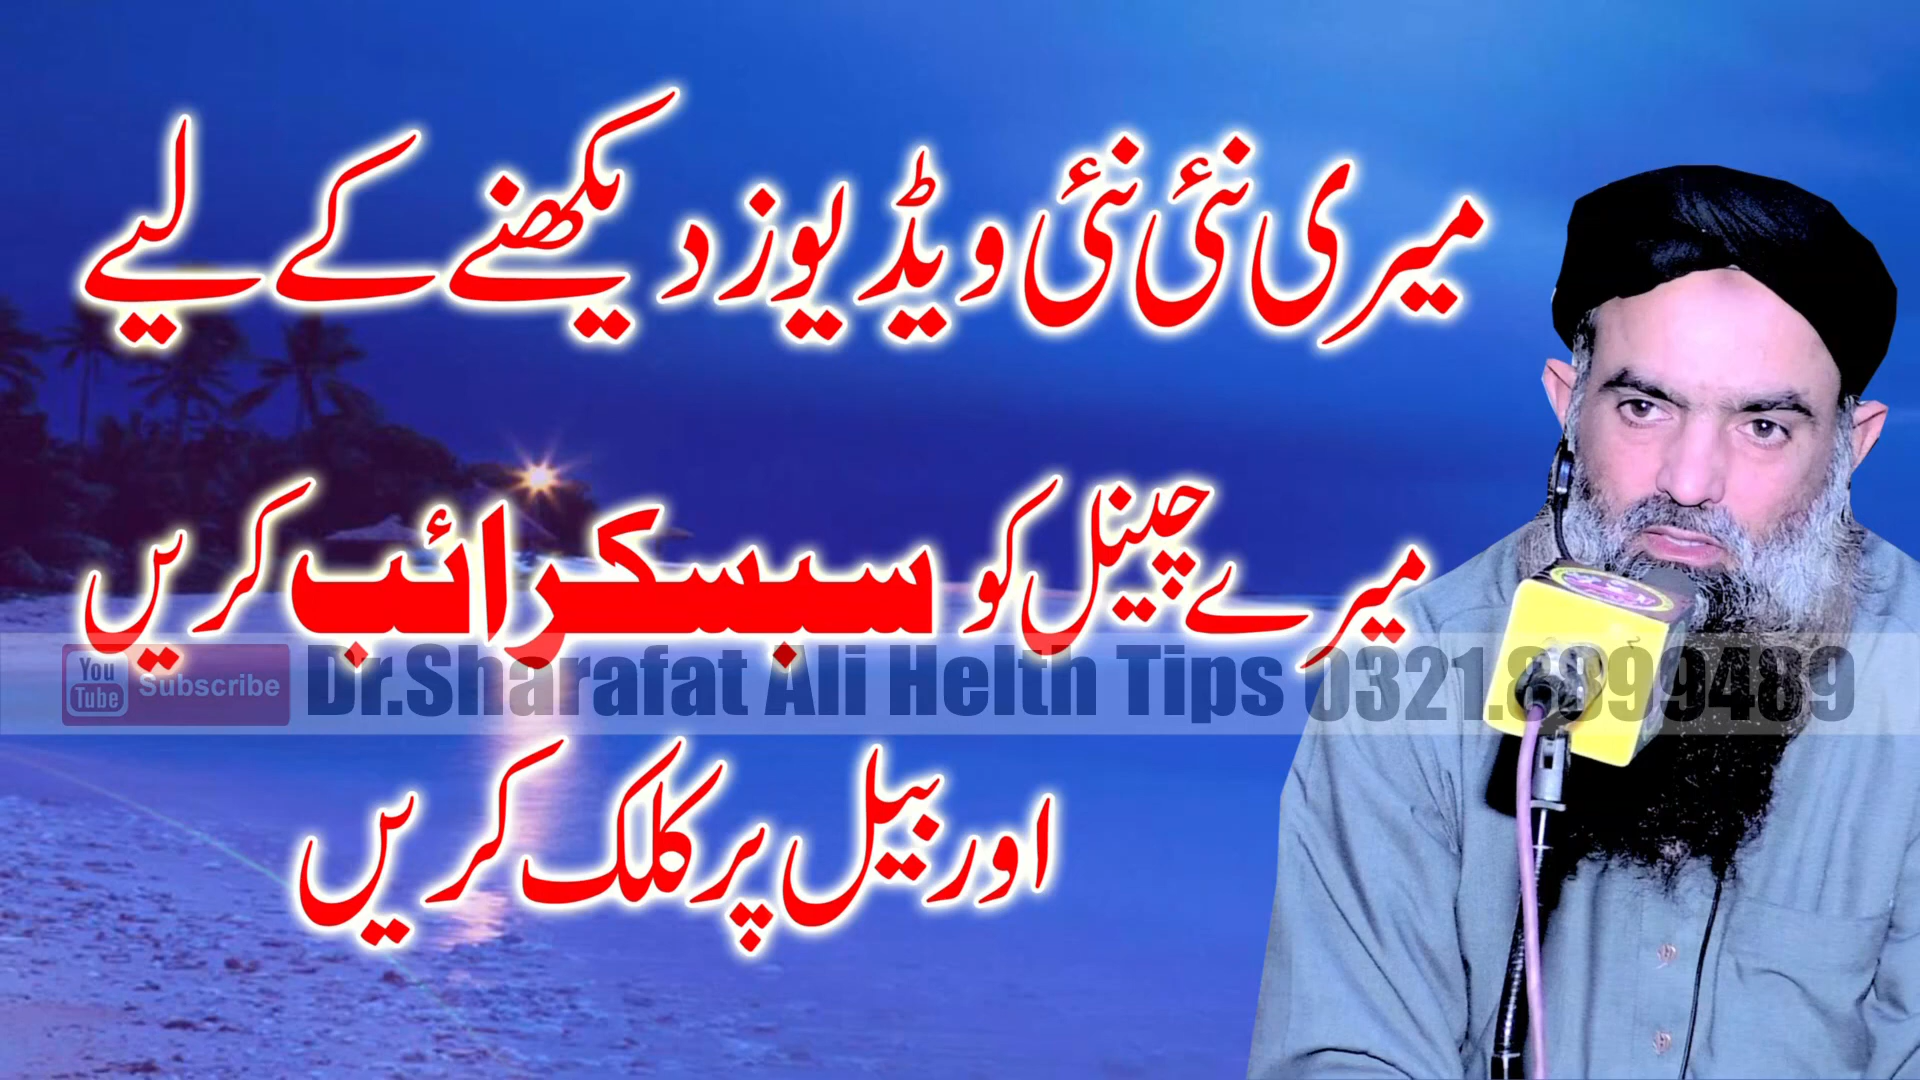 میری نئی نئی ویڈیوز دیکھنے کے لیے
میرے چینل کو سبسکرائب کریں
You Tube Subscribe Dr.Sharafat Ali Helth Tips 0321.8899489
اور بیل پر کلک کریں